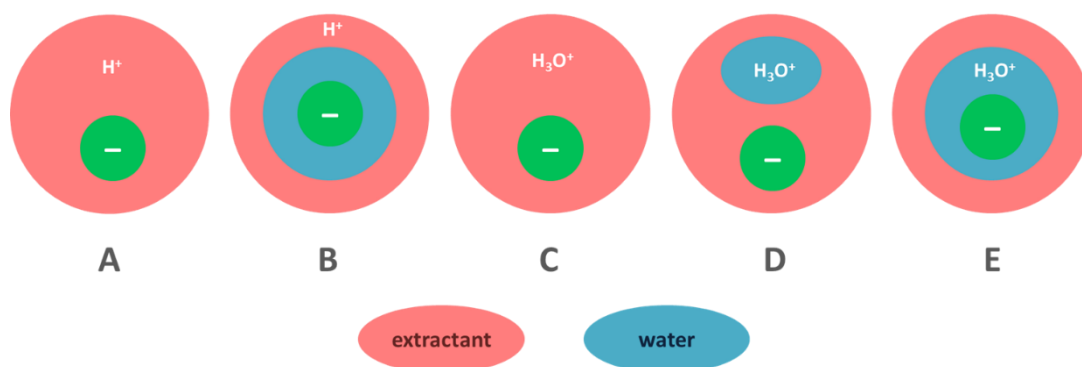 H⁺
–
H⁺
–
H₃O⁺
–
H₃O⁺
–
H₃O⁺
–
A B C D E
extractant water